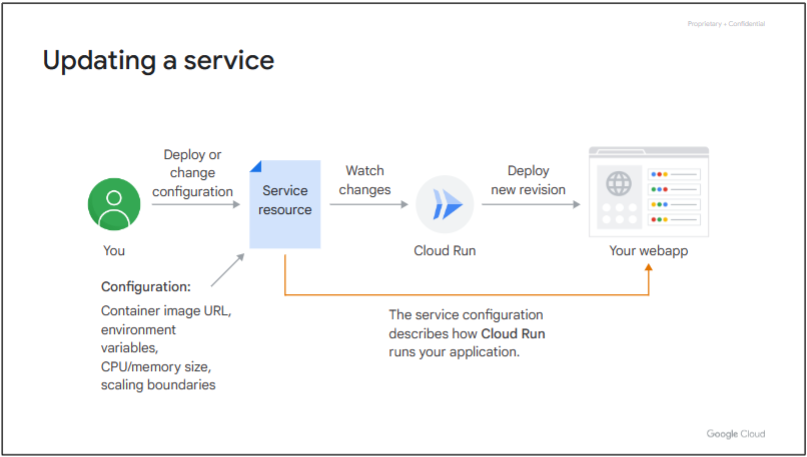 Proprietary + Confidential
Updating a service
Deploy or
change
configuration
Service
resource
Watch
changes
Deploy
new revision
You
Cloud Run
Your webapp
Configuration:
Container image URL,
environment
variables,
CPU/memory size,
scaling boundaries
The service configuration
describes how Cloud Run
runs your application.
Google Cloud